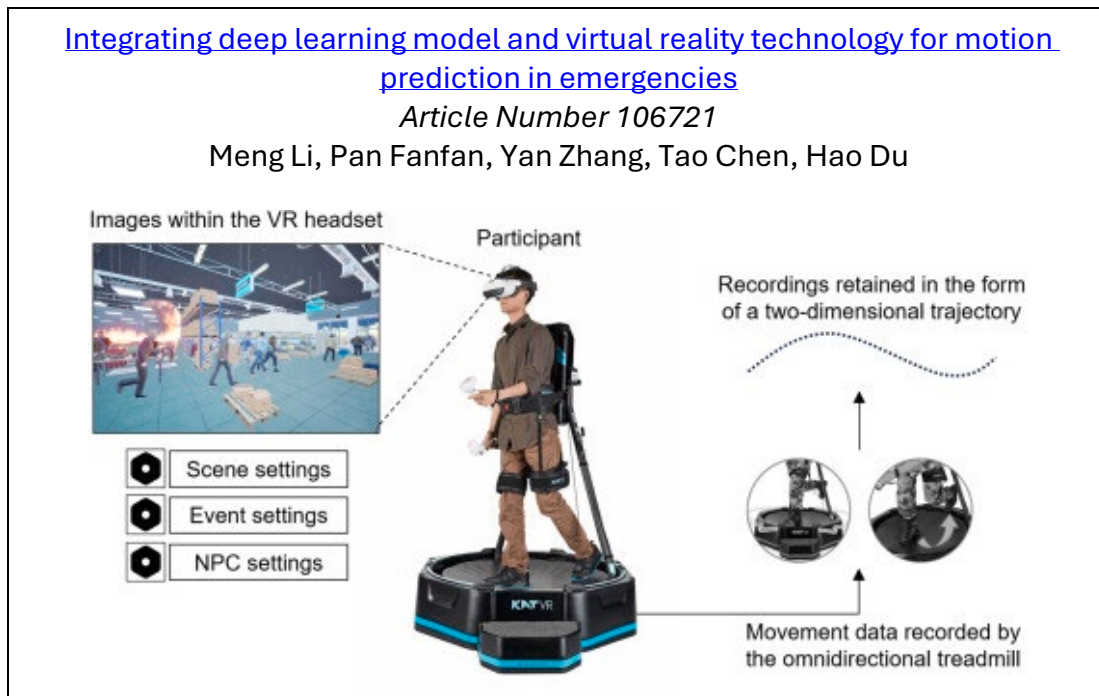 Integrating deep learning model and virtual reality technology for motion
prediction in emergencies
Article Number 106721
Meng Li, Pan Fanfan, Yan Zhang, Tao Chen, Hao Du
Images within the VR headset
Participant
Scene settings
Event settings
NPC settings
Recordings retained in the form
of a two-dimensional trajectory
KAT VR
Movement data recorded by
the omnidirectional treadmill